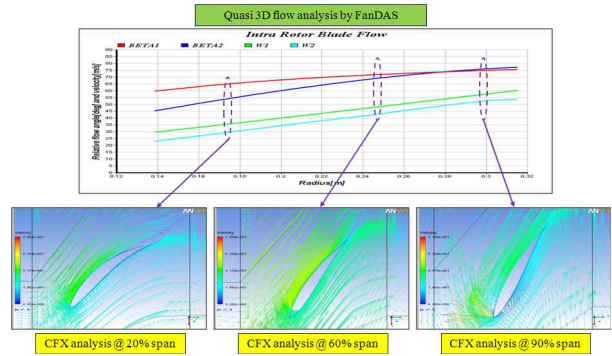 Quasi 3D flow analysis by FanDAS
Intra Rotor Blade Flow
BETA1 BETA2 W1 W2
Relative flow angle[deg] and velocity[m/s]
90
85
80
75
70
65
60
55
50
45
40
35
30
25
20
15
10
5
0
0.12 0.14 0.16 0.18 0.2 0.22 0.24 0.26 0.28 0.3 0.32
Radius[m]
Velocity
Velocity
Velocity
CFX analysis @ 20% span
CFX analysis @ 60% span
CFX analysis @ 90% span